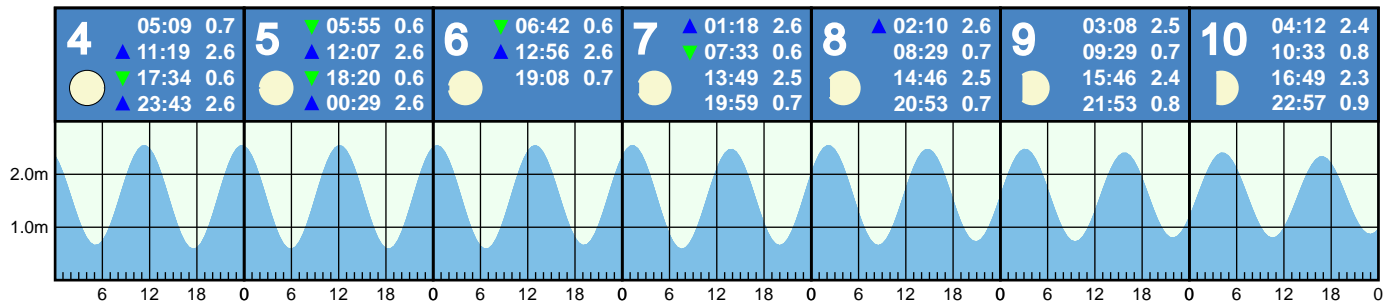 4
05:09 0.7
▲ 11:19 2.6
▼ 17:34 0.6
▲ 23:43 2.6
5
▼ 05:55 0.6
▲ 12:07 2.6
▼ 18:20 0.6
▲ 00:29 2.6
6
▼ 06:42 0.6
▲ 12:56 2.6
19:08 0.7
7
▲ 01:18 2.6
▼ 07:33 0.6
13:49 2.5
19:59 0.7
8
▲ 02:10 2.6
08:29 0.7
14:46 2.5
20:53 0.7
9
03:08 2.5
09:29 0.7
15:46 2.4
21:53 0.8
10
04:12 2.4
10:33 0.8
16:49 2.3
22:57 0.9
2.0m
1.0m
6 12 18 0 6 12 18 0 6 12 18 0 6 12 18 0 6 12 18 0 6 12 18 0 6 12 18 0